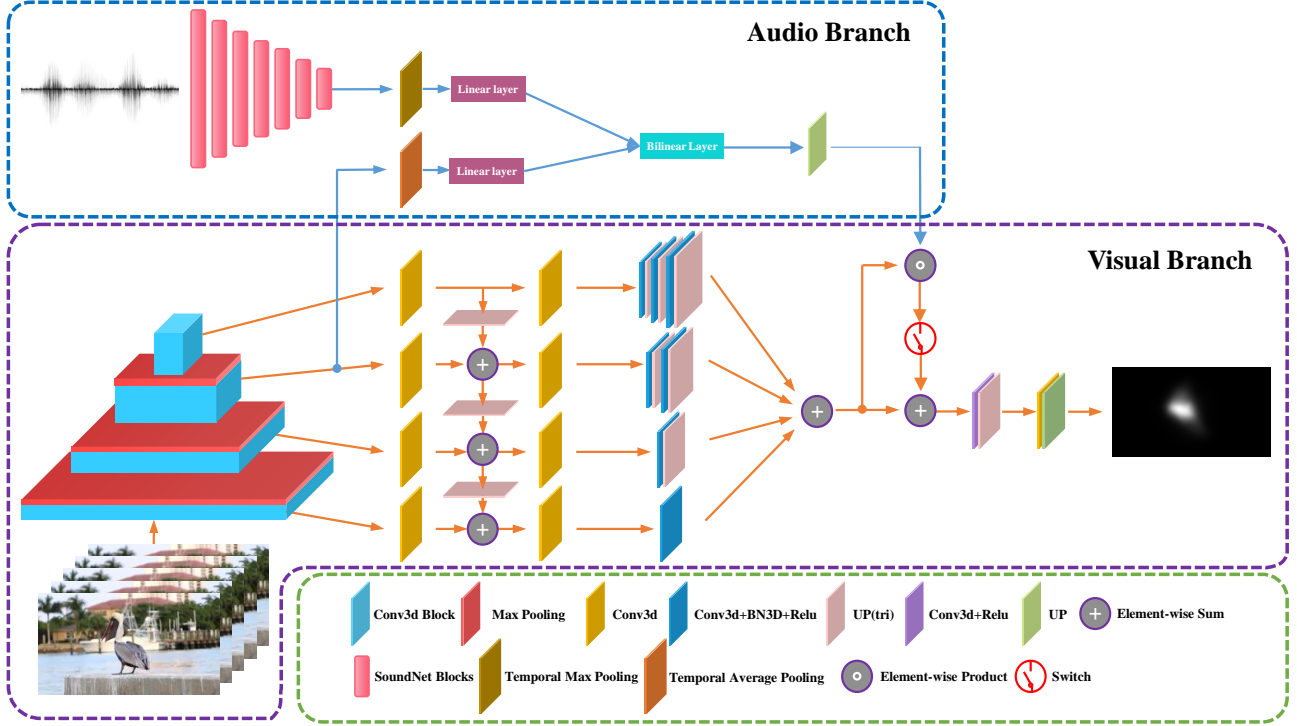 Audio Branch
Linear layer
Bilinear Layer
Linear layer
Visual Branch
Conv3d Block
Max Pooling
Conv3d
Conv3d+BN3D+Relu
UP(tri)
Conv3d+Relu
UP
Element-wise Sum
SoundNet Blocks
Temporal Max Pooling
Temporal Average Pooling
Element-wise Product
Switch